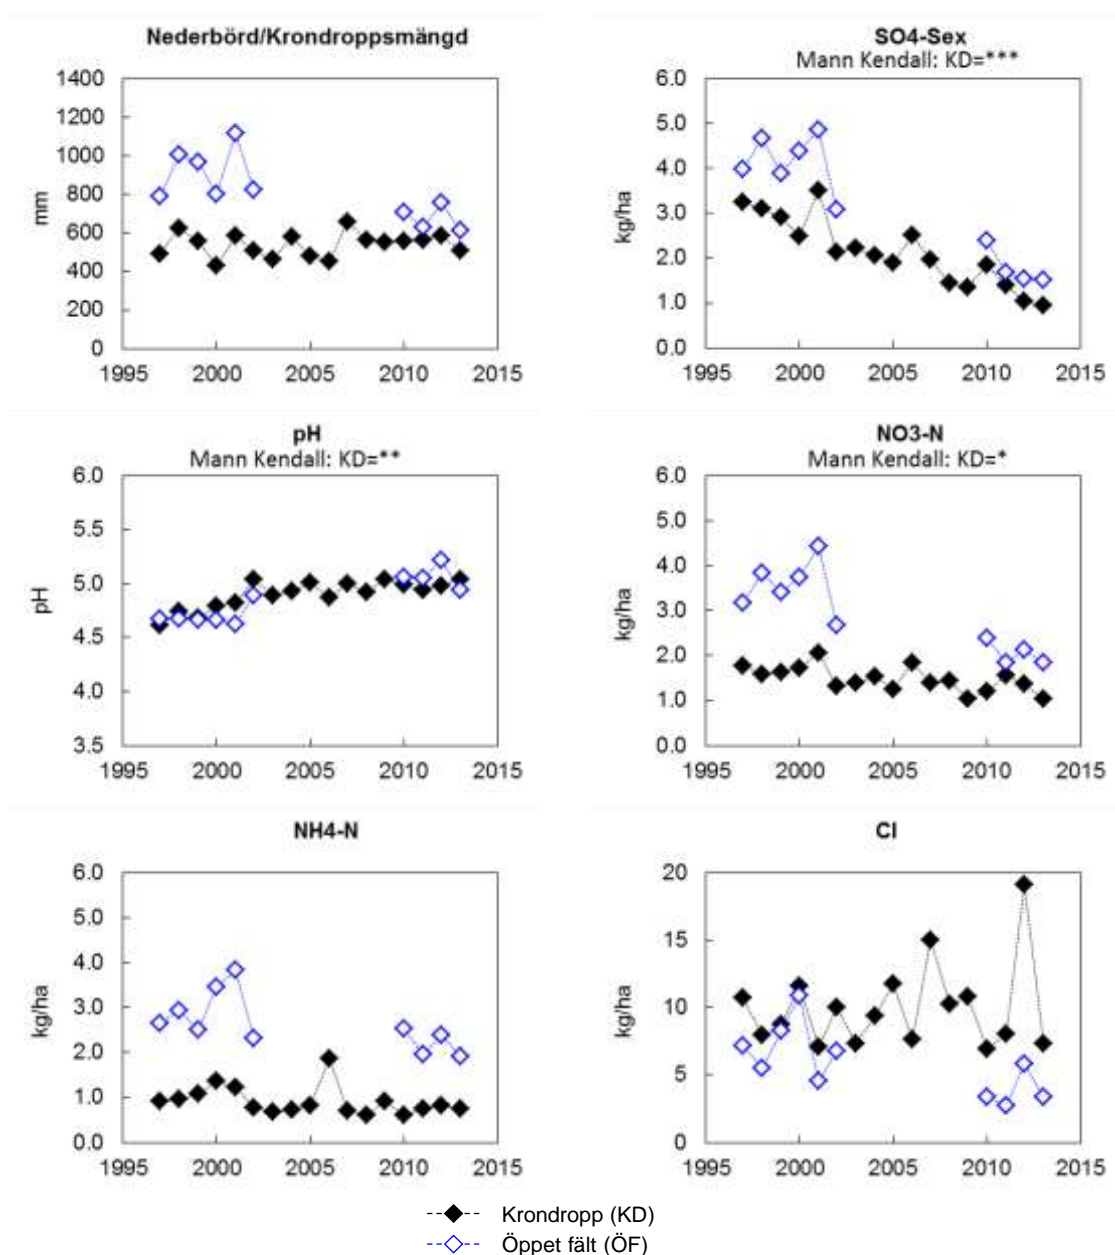 Nederbörd/Krondroppsmängd
1400
1200
1000
800
600
400
200
0
mm
1995 2000 2005 2010 2015
SO4-Sex
Mann Kendall: KD=***
6.0
5.0
4.0
3.0
2.0
1.0
0.0
kg/ha
1995 2000 2005 2010 2015
pH
Mann Kendall: KD=**
6.0
5.5
5.0
4.5
4.0
3.5
pH
1995 2000 2005 2010 2015
NO3-N
Mann Kendall: KD=*
6.0
5.0
4.0
3.0
2.0
1.0
0.0
kg/ha
1995 2000 2005 2010 2015
NH4-N
6.0
5.0
4.0
3.0
2.0
1.0
0.0
kg/ha
1995 2000 2005 2010 2015
Cl
20
15
10
5
0
kg/ha
1995 2000 2005 2010 2015
Krondropp (KD)
Öppet fält (ÖF)